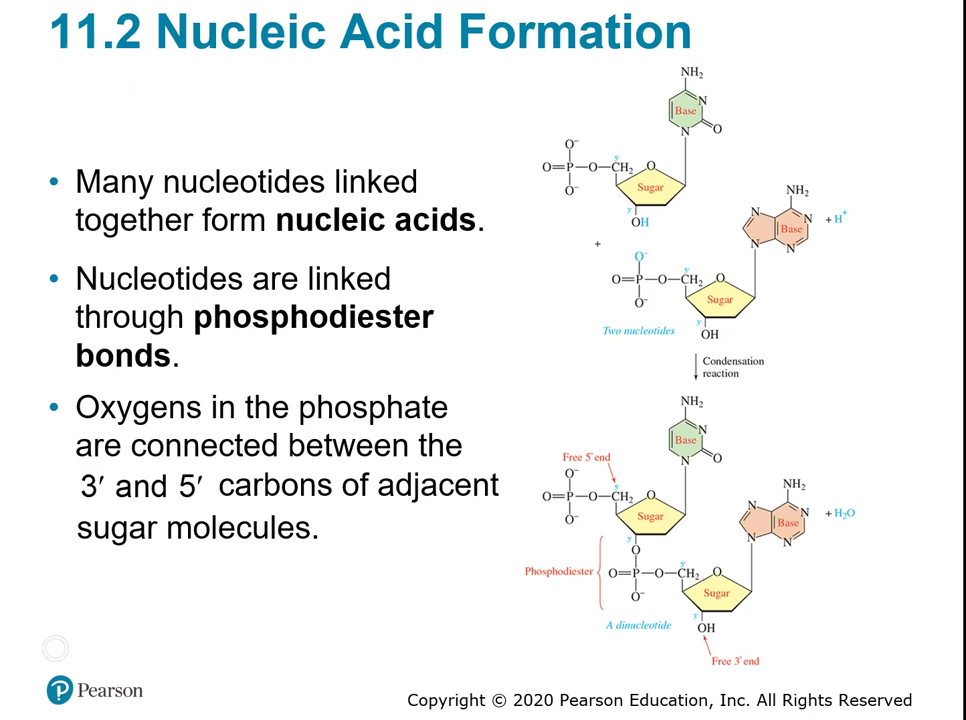 11.2 Nucleic Acid Formation
• Many nucleotides linked
together form nucleic acids.
• Nucleotides are linked
through phosphodiester
bonds.
• Oxygens in the phosphate
are connected between the
3′ and 5′ carbons of adjacent
sugar molecules.
NH₂
N
Base
N
O
O⁻
O=P—O—CH₂
5′
O
O⁻
Sugar
3′
OH
+
NH₂
N
N
Base
N
N
+ H⁺
O⁻
O=P—O—CH₂
5′
O
O⁻
Sugar
3′
OH
Two nucleotides
Condensation
reaction
NH₂
N
Base
N
O
Free 5′ end
O⁻
O=P—O—CH₂
5′
O
O⁻
Sugar
3′
O
NH₂
N
N
Base
N
N
+ H₂O
Phosphodiester
O=P—O—CH₂
5′
O
O⁻
Sugar
3′
OH
A dinucleotide
Free 3′ end
P Pearson
Copyright © 2020 Pearson Education, Inc. All Rights Reserved